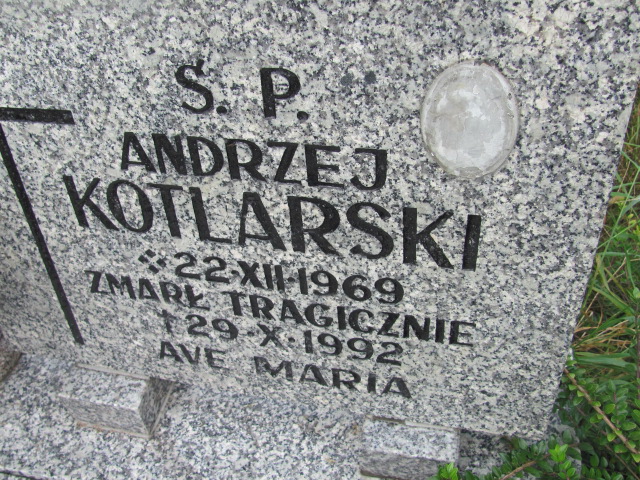 Ś. P.
ANDRZEJ
KOTLARSKI
22·XII·1969
ZMARŁ TRAGICZNIE
† 29·X·1992
AVE MARIA